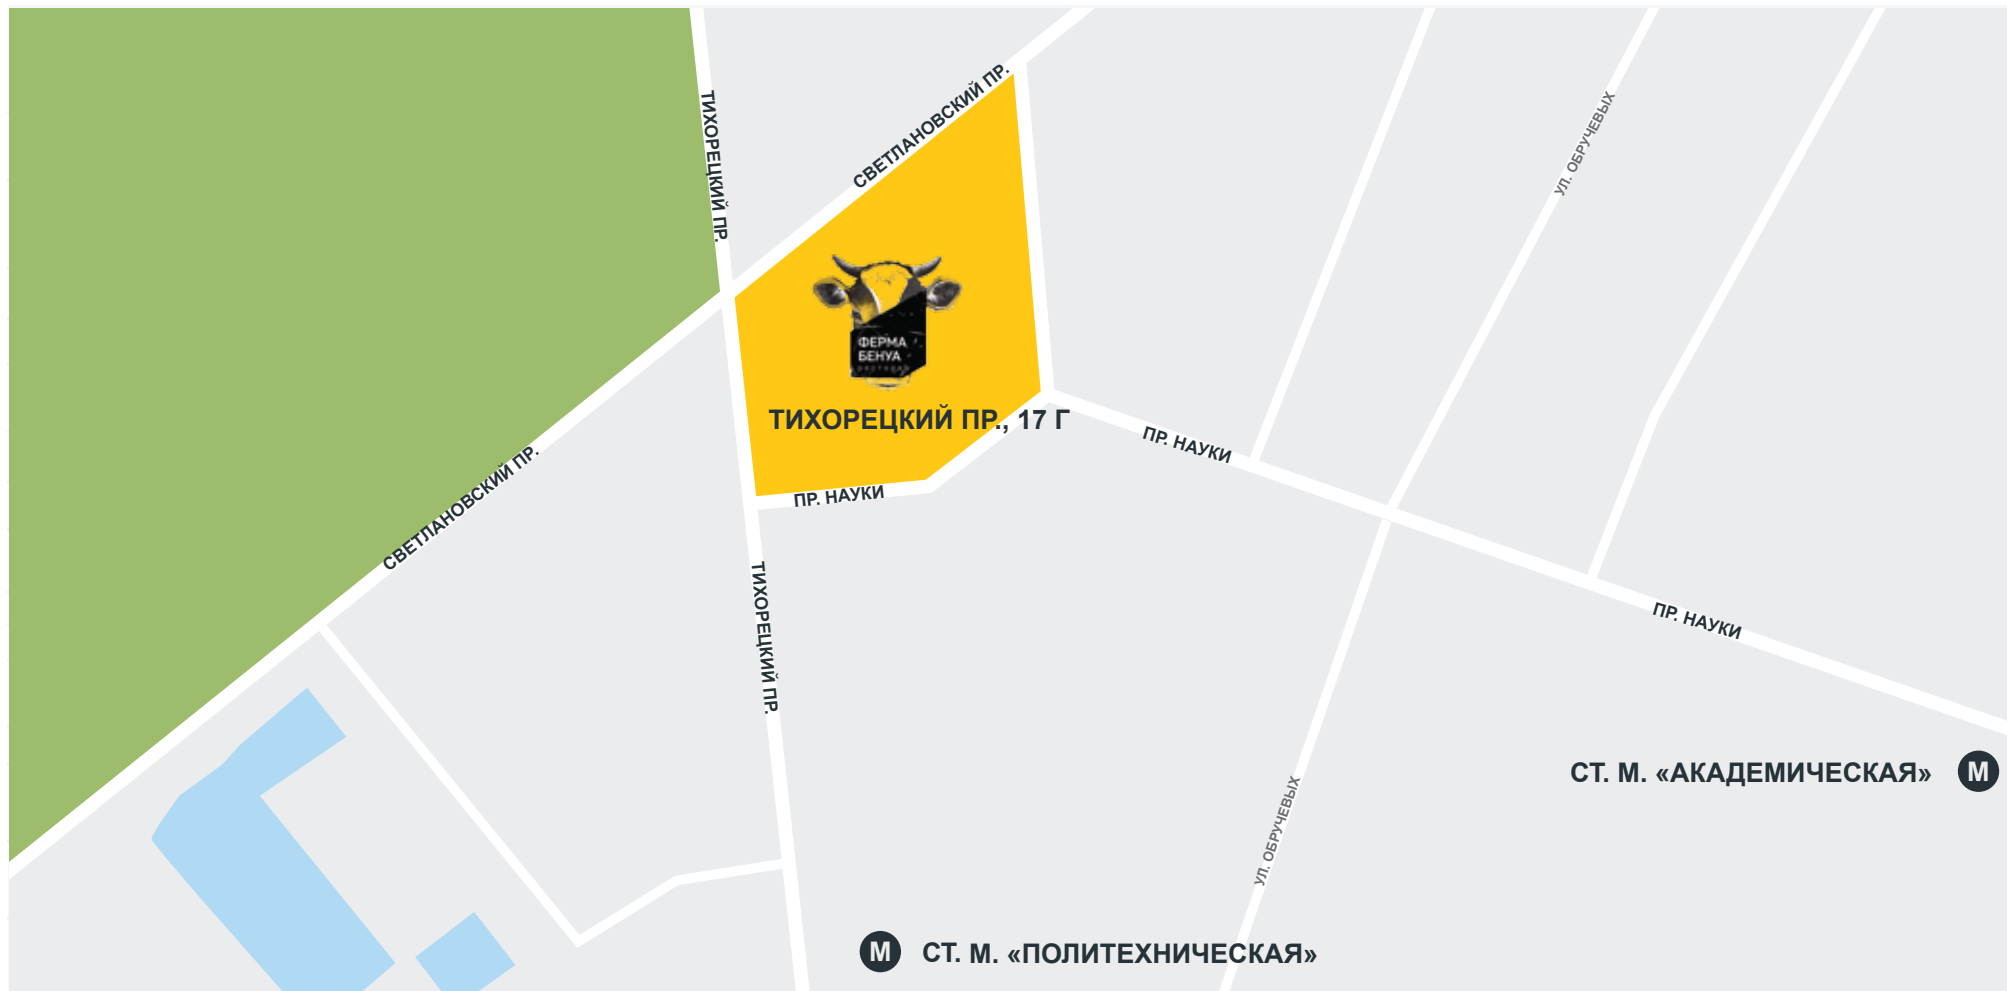 СВЕТЛАНОВСКИЙ ПР.
ТИХОРЕЦКИЙ ПР.
УЛ. ОБРУЧЕВЫХ
ФЕРМА
БЕНУА
ТИХОРЕЦКИЙ ПР., 17 Г
ПР. НАУКИ
СВЕТЛАНОВСКИЙ ПР.
ПР. НАУКИ
ТИХОРЕЦКИЙ ПР.
ПР. НАУКИ
СТ. М. «АКАДЕМИЧЕСКАЯ» М
УЛ. ОБРУЧЕВЫХ
М СТ. М. «ПОЛИТЕХНИЧЕСКАЯ»